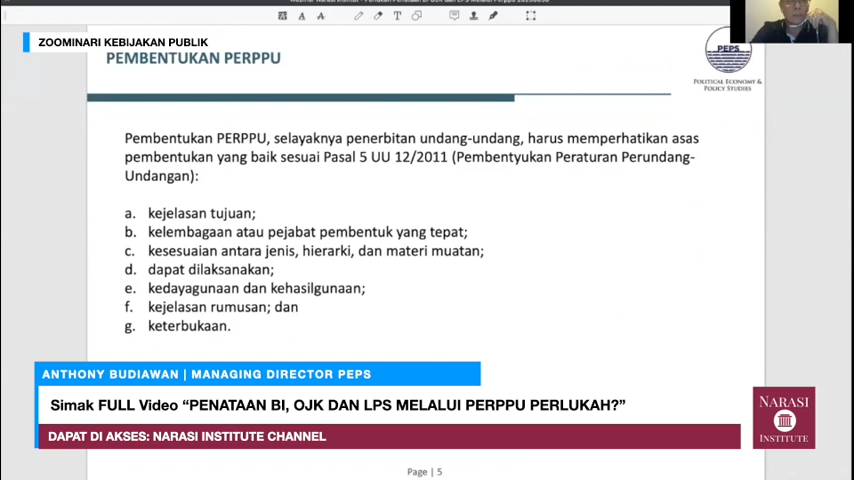 ZOOMINARI KEBIJAKAN PUBLIK
PEMBENTUKAN PERPPU
PEPS
POLITICAL ECONOMY &
POLICY STUDIES
Pembentukan PERPPU, selayaknya penerbitan undang-undang, harus memperhatikan asas
pembentukan yang baik sesuai Pasal 5 UU 12/2011 (Pembentyukan Peraturan Perundang-
Undangan):
a. kejelasan tujuan;
b. kelembagaan atau pejabat pembentuk yang tepat;
c. kesesuaian antara jenis, hierarki, dan materi muatan;
d. dapat dilaksanakan;
e. kedayagunaan dan kehasilgunaan;
f. kejelasan rumusan; dan
g. keterbukaan.
ANTHONY BUDIAWAN | MANAGING DIRECTOR PEPS
Simak FULL Video “PENATAAN BI, OJK DAN LPS MELALUI PERPPU PERLUKAH?”
DAPAT DI AKSES: NARASI INSTITUTE CHANNEL
NARASI
INSTITUTE
Page | 5